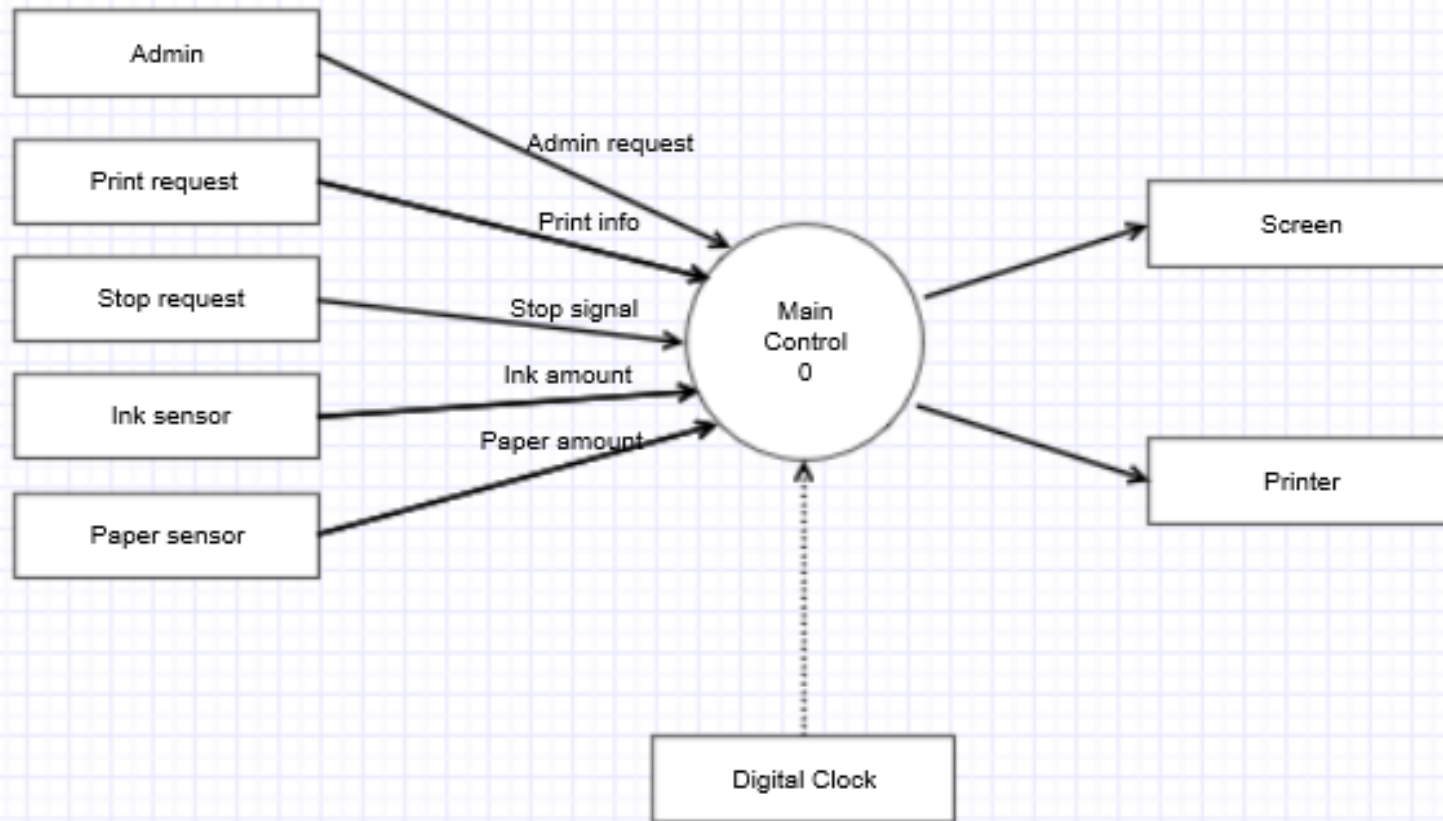 Admin
Admin request
Print request
Print info
Stop request
Stop signal
Ink sensor
Ink amount
Paper sensor
Paper amount
Main
Control
0
Screen
Printer
Digital Clock